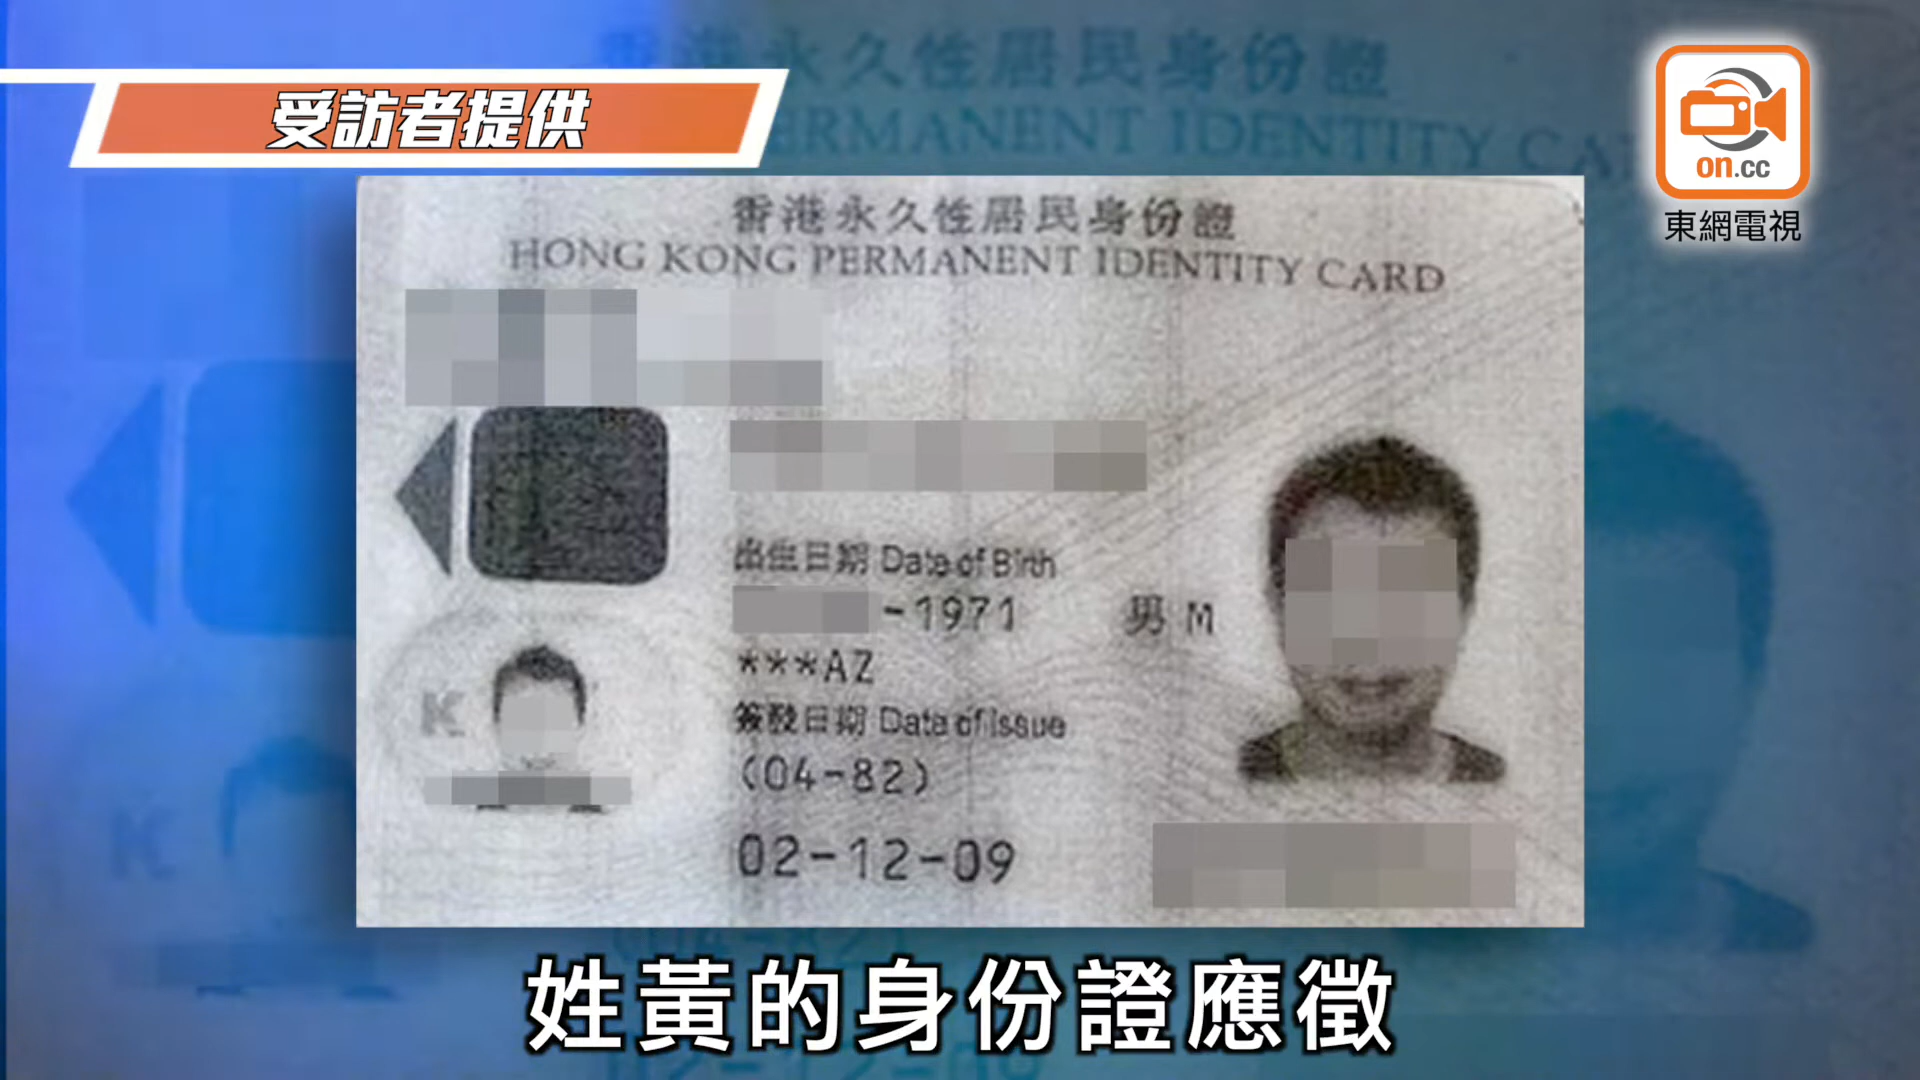 受訪者提供
on.cc
東網電視
香港永久性居民身份證
HONG KONG PERMANENT IDENTITY CARD
出生日期 Date of Birth
-1971
男 M
***AZ
簽發日期 Date of Issue
(04-82)
02-12-09
K
姓黃的身份證應徵